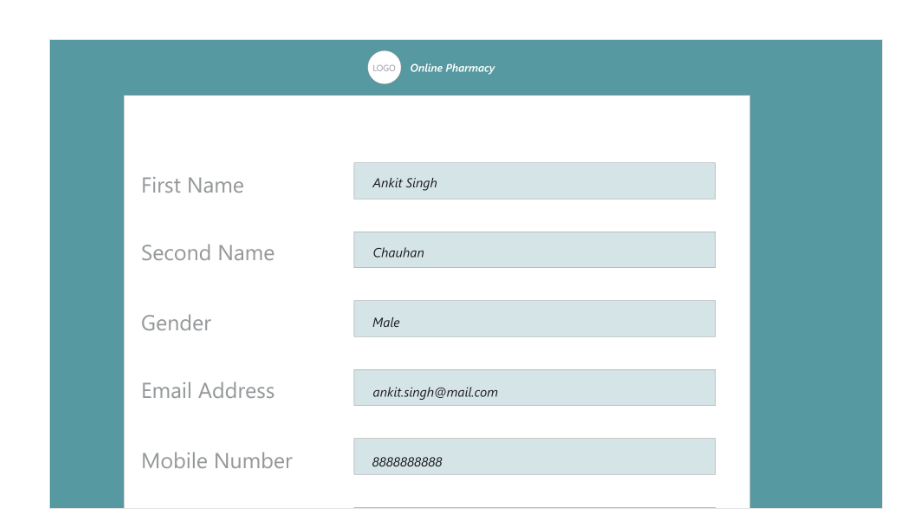 LOGO Online Pharmacy
First Name Ankit Singh
Second Name Chauhan
Gender Male
Email Address ankit.singh@mail.com
Mobile Number 8888888888